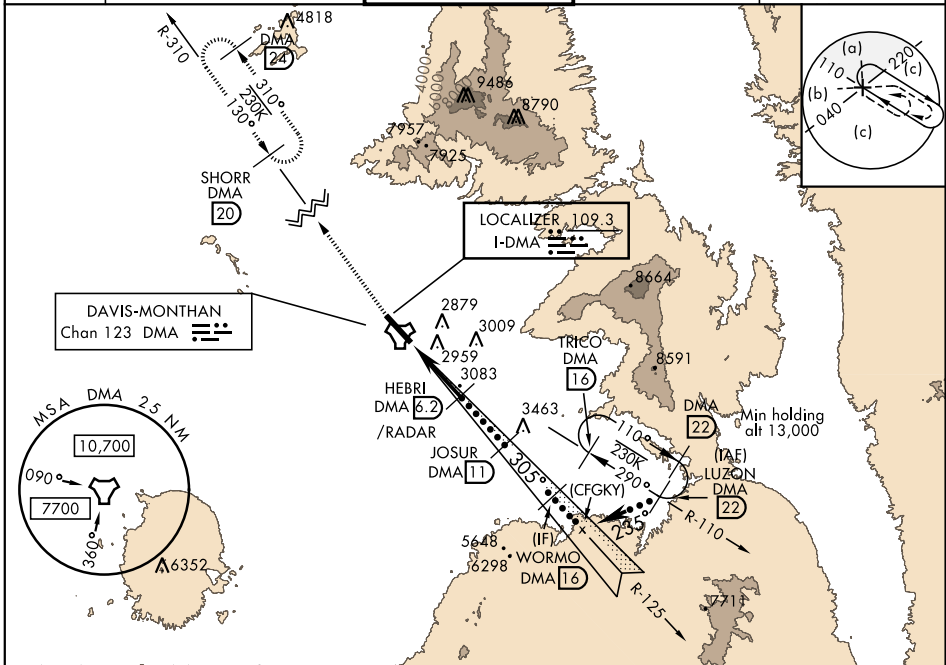 R-310
4818
DMA
24
310°
230K
130°
SHORR
DMA
20
9486
8790
7957
7925
(a)
110
220
(b)
(c)
040
(c)
LOCALIZER 109.3
I-DMA
DAVIS-MONTHAN
Chan 123 DMA
2879
3009
2959
3083
8664
8591
TRICO
DMA
16
HEBRI
DMA 6.2
/RADAR
3463
JOSUR
DMA 11
305°
110°
230K
290°
DMA
22
Min holding
alt 13,000
(IAF)
LUZON
DMA
22
(CFGKY)
235°
R-110
(IF)
WORMO
DMA 16
5648
6298
R-125
7711
MSA DMA 25 NM
10,700
090°
7700
360°
6352